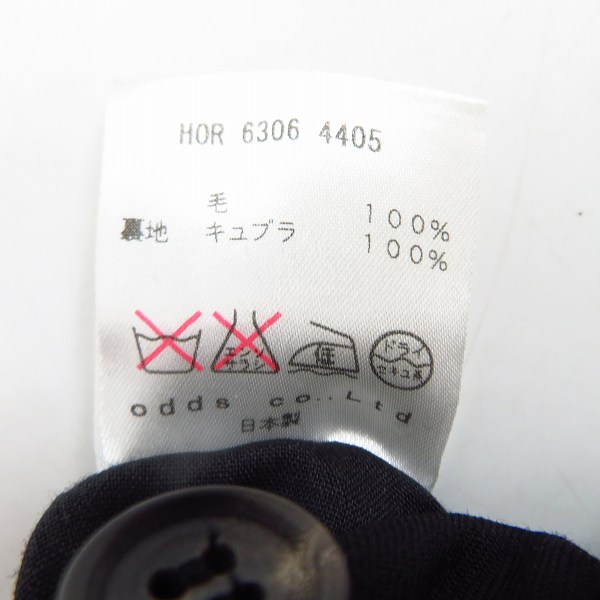 HOR 6306 4405
毛 100%
裏地 キュプラ 100%
エンソ
サラシ
低
ドライ
セキユ系
odds co.,Ltd.
日本製